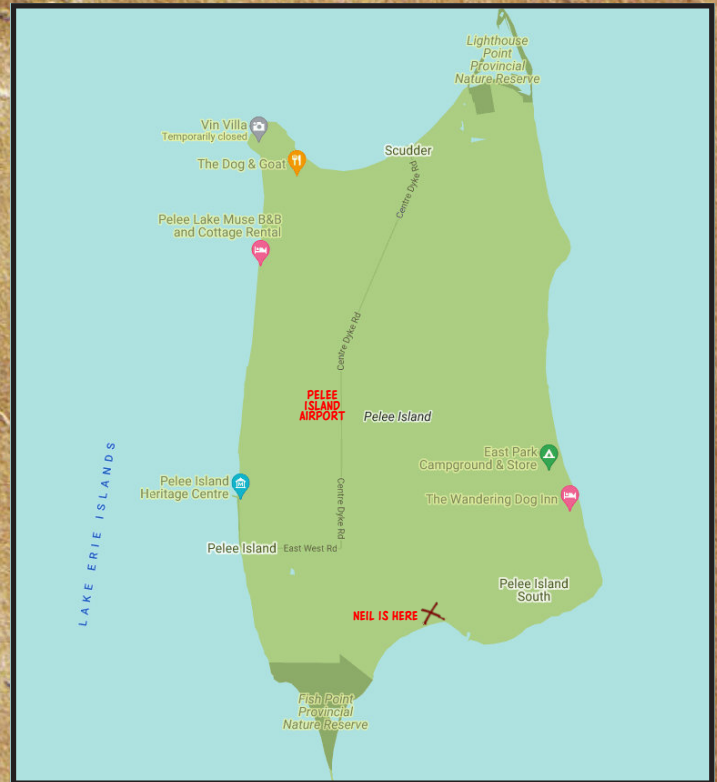 Lighthouse
Point
Provincial
Nature Reserve
Vin Villa
Temporarily closed
Scudder
The Dog & Goat
Centre Dyke Rd
Pelee Lake Muse B&B
and Cottage Rental
Centre Dyke Rd
PELEE
ISLAND
AIRPORT
Pelee Island
East Park
Campground & Store
LAKE ERIE ISLANDS
Pelee Island
Heritage Centre
Centre Dyke Rd
The Wandering Dog Inn
Pelee Island
East West Rd
Pelee Island
South
NEIL IS HERE
Fish Point
Provincial
Nature Reserve